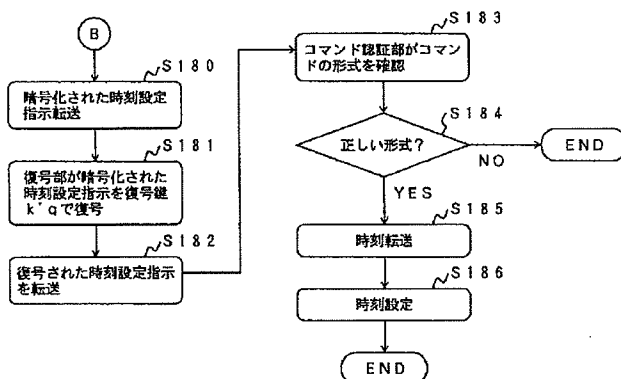 B
S180
暗号化された時刻設定
指示転送
S181
復号部が暗号化された
時刻設定指示を復号鍵
k'qで復号
S182
復号された時刻設定指示
を転送
S183
コマンド認証部がコマン
ドの形式を確認
S184
正しい形式?
NO
END
YES
S185
時刻転送
S186
時刻設定
END